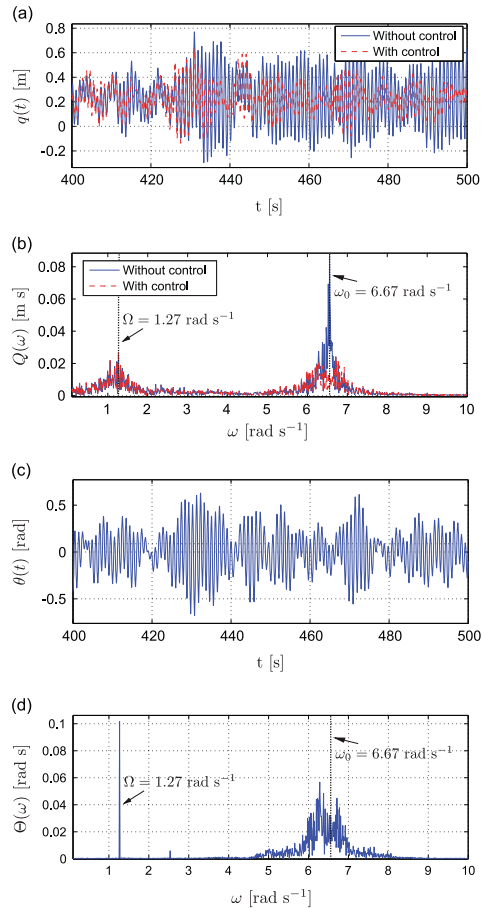 (a)
0.8
0.6
0.4
0.2
0
-0.2
q(t) [m]
Without control
With control
400 420 440 460 480 500
t [s]
(b)
0.08
0.06
0.04
0.02
0
Q(ω) [m s]
Without control
With control
Ω = 1.27 rad s⁻¹
ω₀ = 6.67 rad s⁻¹
1 2 3 4 5 6 7 8 9 10
ω [rad s⁻¹]
(c)
0.5
0
-0.5
θ(t) [rad]
400 420 440 460 480 500
t [s]
(d)
0.1
0.08
0.06
0.04
0.02
0
Θ(ω) [rad s]
Ω = 1.27 rad s⁻¹
ω₀ = 6.67 rad s⁻¹
1 2 3 4 5 6 7 8 9 10
ω [rad s⁻¹]